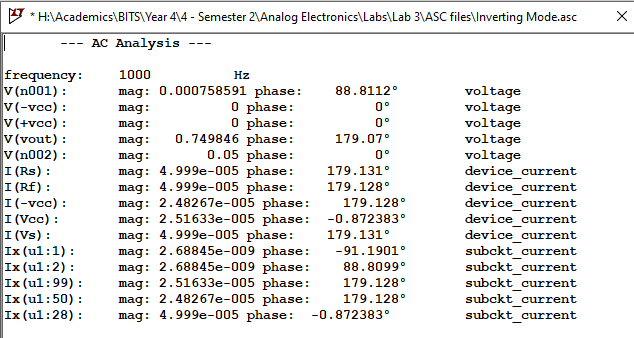 * H:\Academics\BITS\Year 4\4 - Semester 2\Analog Electronics\Labs\Lab 3\ASC files\Inverting Mode.asc
--- AC Analysis ---
frequency: 1000 Hz
V(n001): mag: 0.000758591 phase: 88.8112° voltage
V(-vcc): mag: 0 phase: 0° voltage
V(+vcc): mag: 0 phase: 0° voltage
V(vout): mag: 0.749846 phase: 179.07° voltage
V(n002): mag: 0.05 phase: 0° voltage
I(Rs): mag: 4.999e-005 phase: 179.131° device_current
I(Rf): mag: 4.999e-005 phase: 179.128° device_current
I(-vcc): mag: 2.48267e-005 phase: 179.128° device_current
I(Vcc): mag: 2.51633e-005 phase: -0.872383° device_current
I(Vs): mag: 4.999e-005 phase: 179.131° device_current
Ix(u1:1): mag: 2.68845e-009 phase: -91.1901° subckt_current
Ix(u1:2): mag: 2.68845e-009 phase: 88.8099° subckt_current
Ix(u1:99): mag: 2.51633e-005 phase: 179.128° subckt_current
Ix(u1:50): mag: 2.48267e-005 phase: 179.128° subckt_current
Ix(u1:28): mag: 4.999e-005 phase: -0.872383° subckt_current